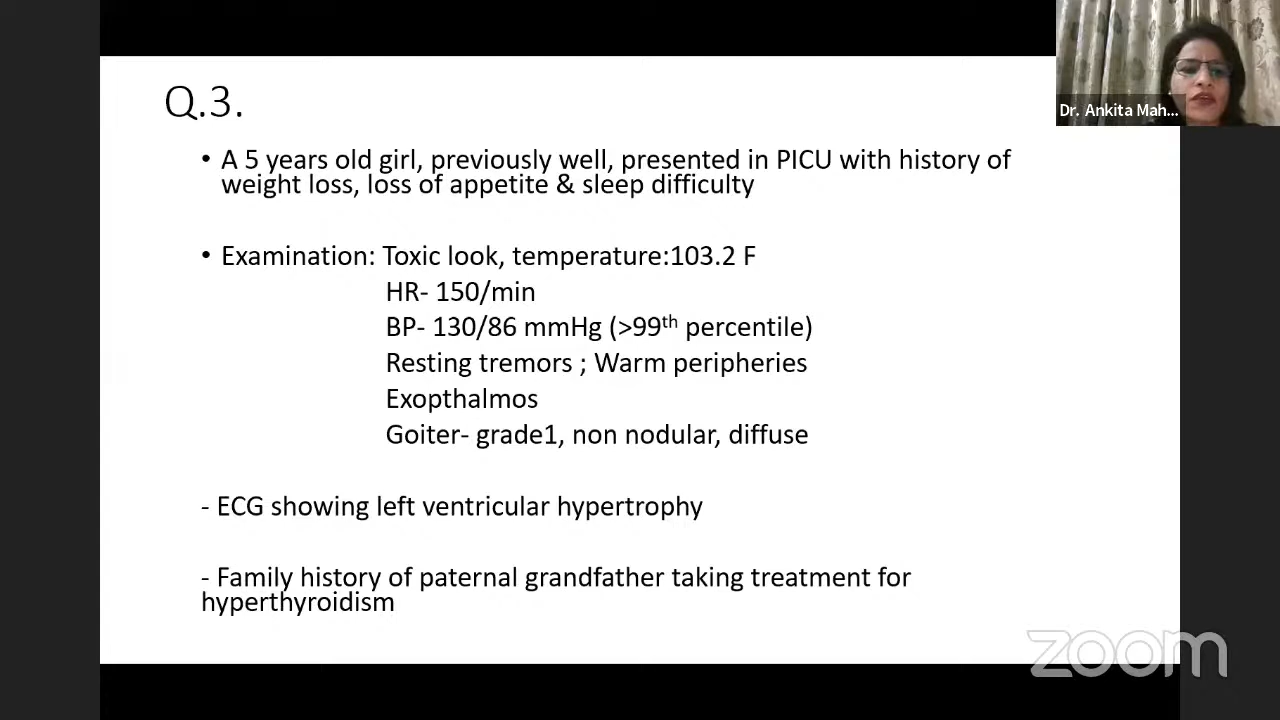 Q.3.
• A 5 years old girl, previously well, presented in PICU with history of
weight loss, loss of appetite & sleep difficulty
• Examination: Toxic look, temperature:103.2 F
HR- 150/min
BP- 130/86 mmHg (>99th percentile)
Resting tremors ; Warm peripheries
Exopthalmos
Goiter- grade1, non nodular, diffuse
- ECG showing left ventricular hypertrophy
- Family history of paternal grandfather taking treatment for
hyperthyroidism
Dr. Ankita Mah...
zoom